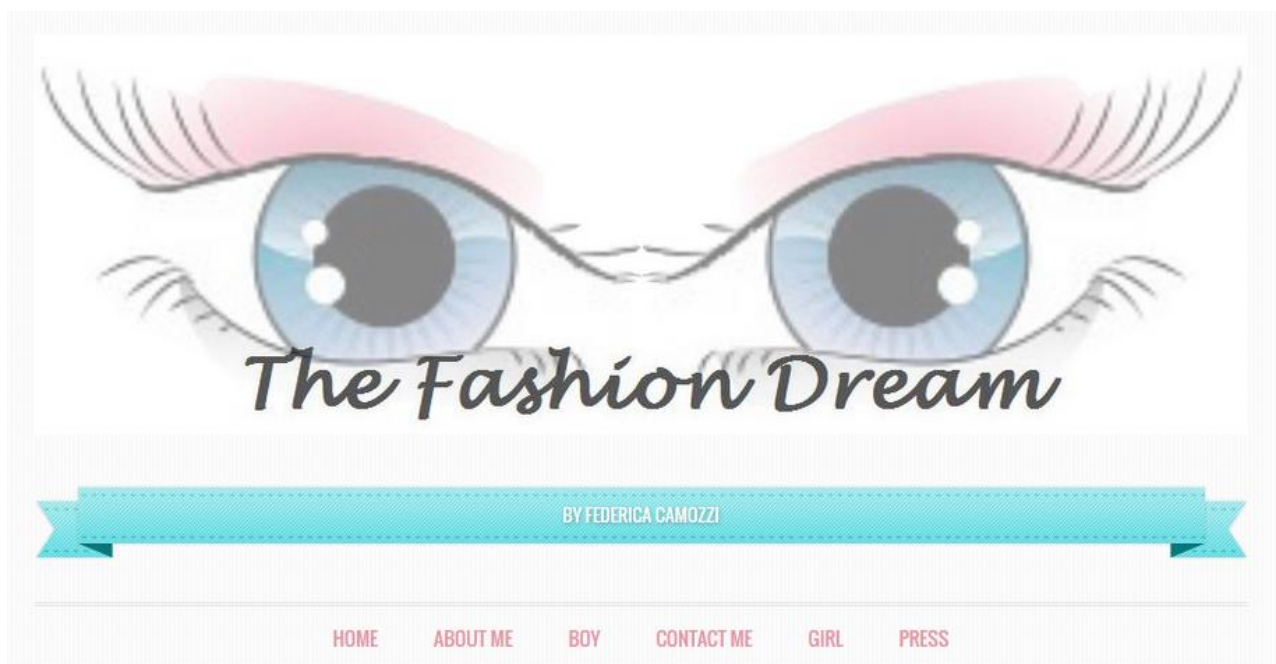 The Fashion Dream
BY FEDERICA CAMOZZI
HOME ABOUT ME BOY CONTACT ME GIRL PRESS